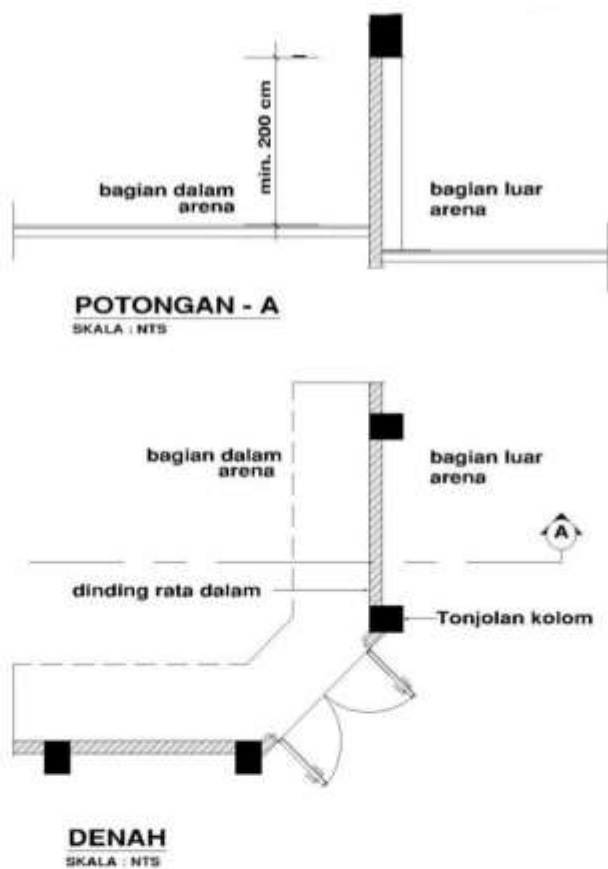 min. 200 cm
bagian dalam
arena
bagian luar
arena
POTONGAN - A
SKALA : NTS
bagian dalam
arena
bagian luar
arena
A
dinding rata dalam
Tonjolan kolom
DENAH
SKALA : NTS